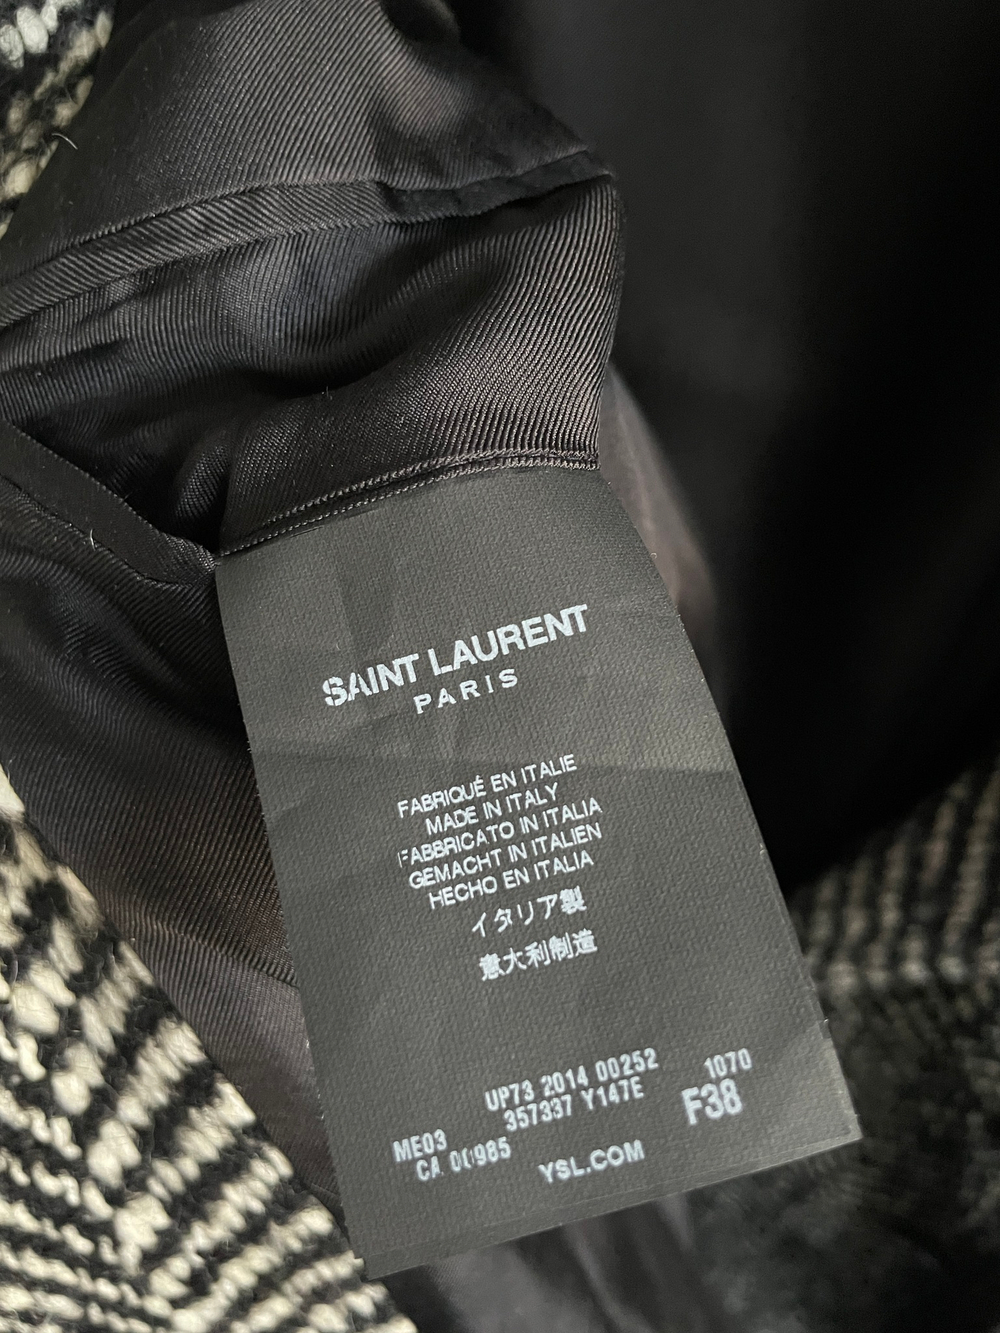 SAINT LAURENT
PARIS
FABRIQUÉ EN ITALIE
MADE IN ITALY
FABBRICATO IN ITALIA
GEMACHT IN ITALIEN
HECHO EN ITALIA
イタリア製
意大利制造
UP73 2014 00252 1070
357337 Y147E F38
ME03
CA 00985
YSL.COM